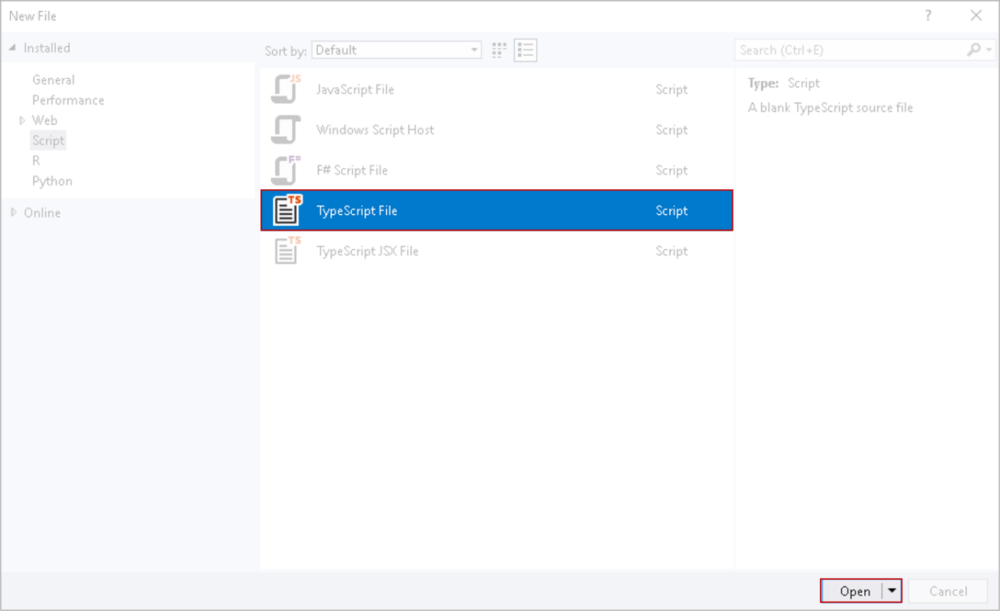 New File
?
Installed
General
Performance
Web
Script
R
Python
Online
Sort by: Default
Search (Ctrl+E)
JS
JavaScript File Script
Windows Script Host Script
F#
F# Script File Script
TS
TypeScript File Script
TS
TypeScript JSX File Script
Type: Script
A blank TypeScript source file
Open
Cancel